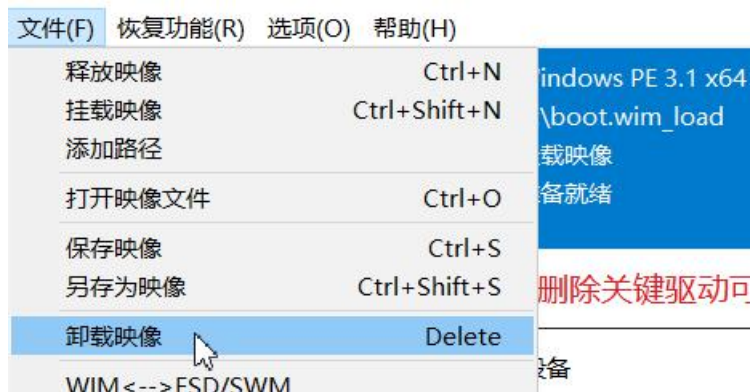 文件(F) 恢复功能(R) 选项(O) 帮助(H)
释放映像 Ctrl+N
挂载映像 Ctrl+Shift+N
添加路径
打开映像文件 Ctrl+O
保存映像 Ctrl+S
另存为映像 Ctrl+Shift+S
卸载映像 Delete
WIM<-->ESD/SWM
indows PE 3.1 x64
\boot.wim_load
载映像
备就绪
删除关键驱动可
设备